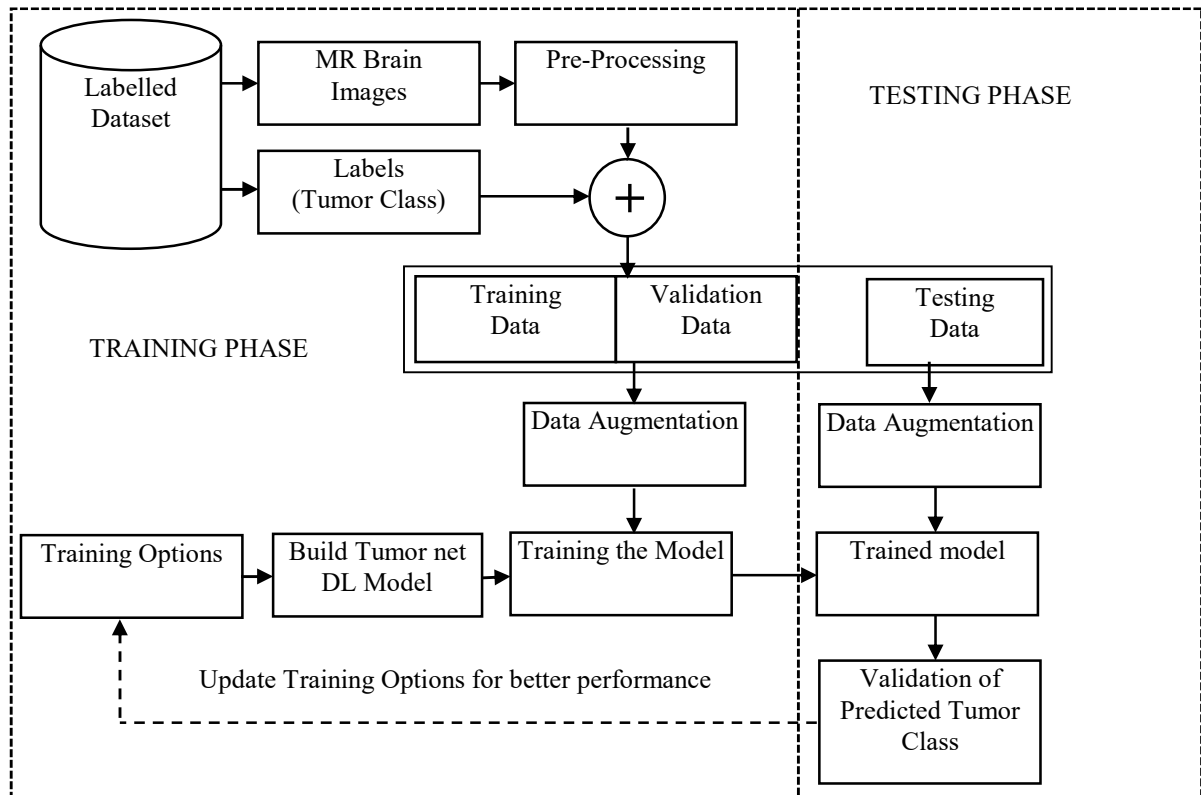 Labelled
Dataset
MR Brain
Images
Pre-Processing
TESTING PHASE
Labels
(Tumor Class)
+
Training
Data
Validation
Data
Testing
Data
TRAINING PHASE
Data Augmentation
Data Augmentation
Training Options
Build Tumor net
DL Model
Training the Model
Trained model
Update Training Options for better performance
Validation of
Predicted Tumor
Class